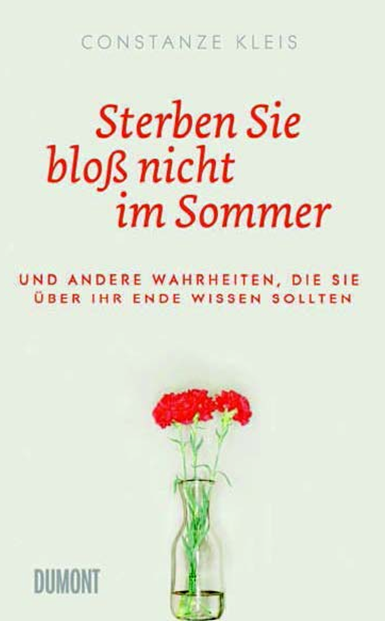 CONSTANZE KLEIS
Sterben Sie
bloß nicht
im Sommer
UND ANDERE WAHRHEITEN, DIE SIE
ÜBER IHR ENDE WISSEN SOLLTEN
DUMONT